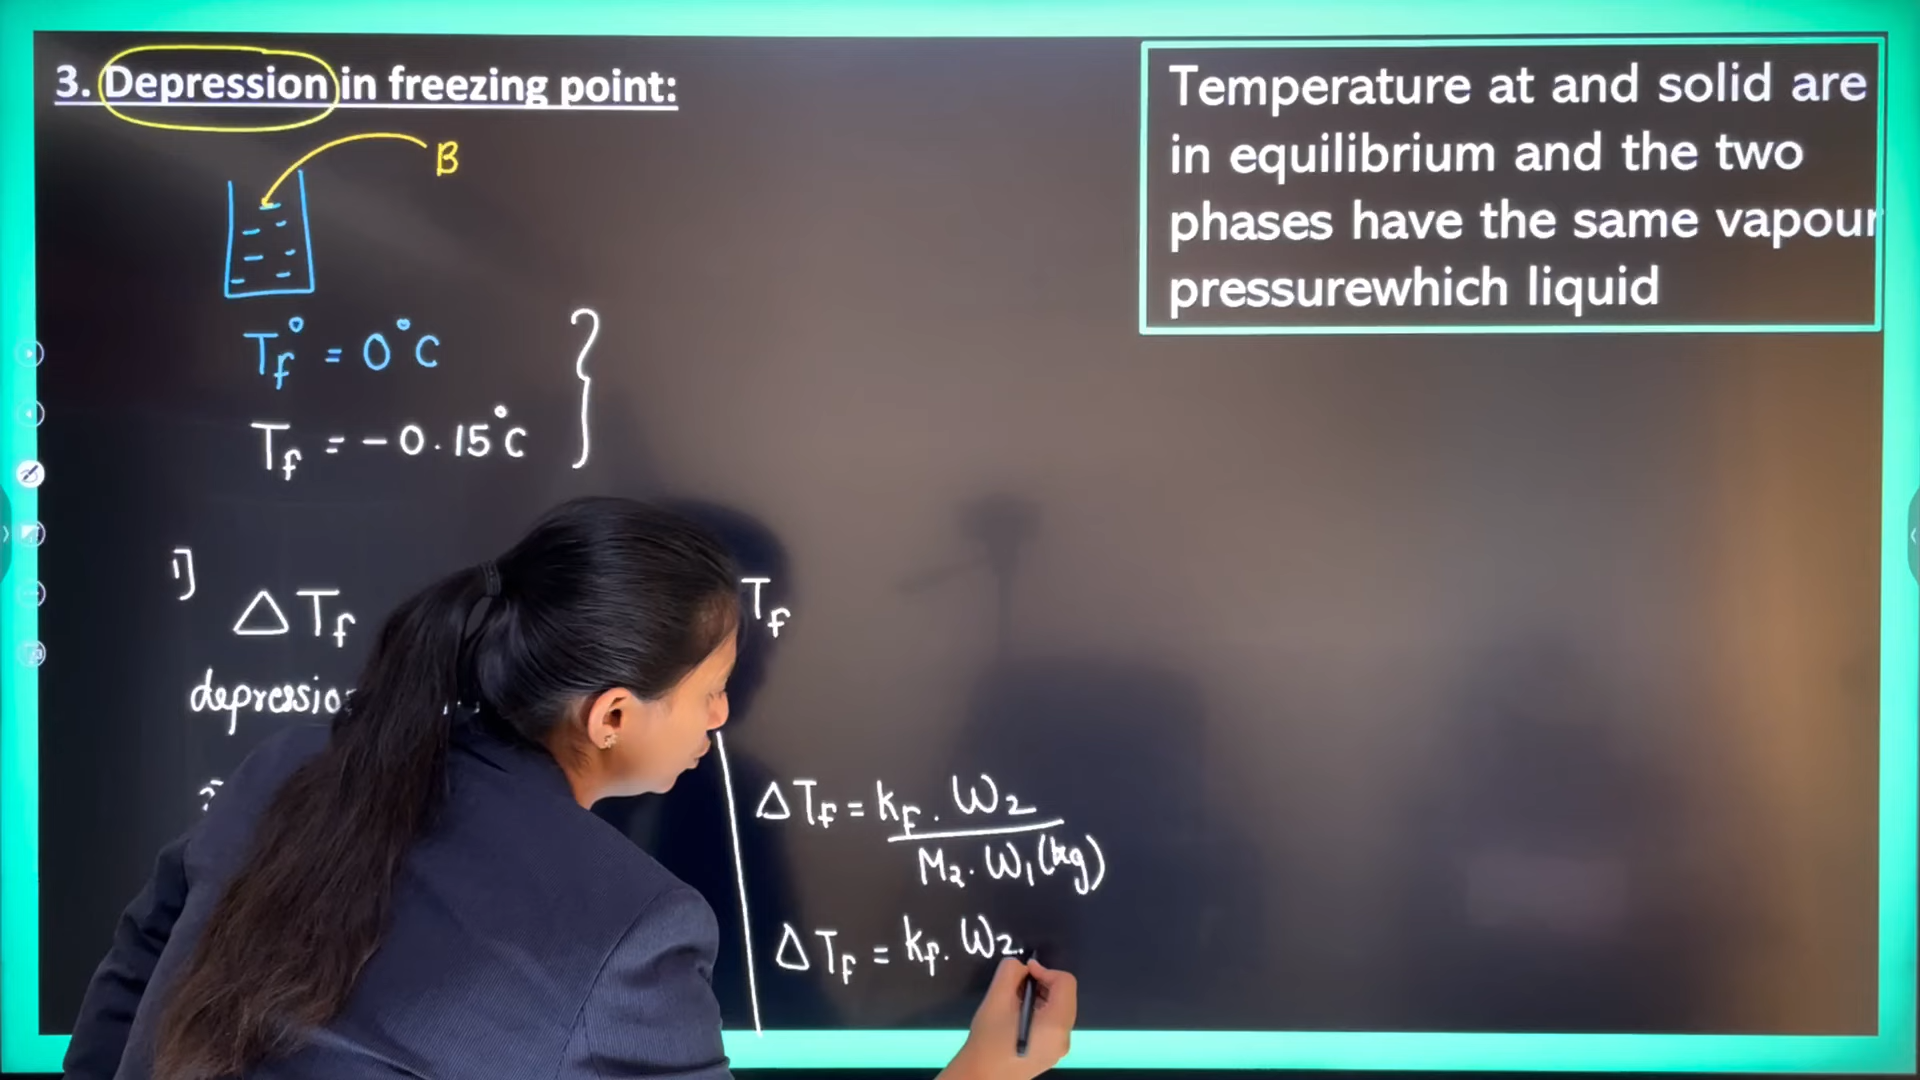 3. Depression in freezing point:
B
Tf° = 0°C
Tf = -0.15°C
Temperature at and solid are
in equilibrium and the two
phases have the same vapour
pressurewhich liquid
i]
ΔTf
Tf
ΔTf = kf. W2
M2. W1(kg)
ΔTf = kf. W2.